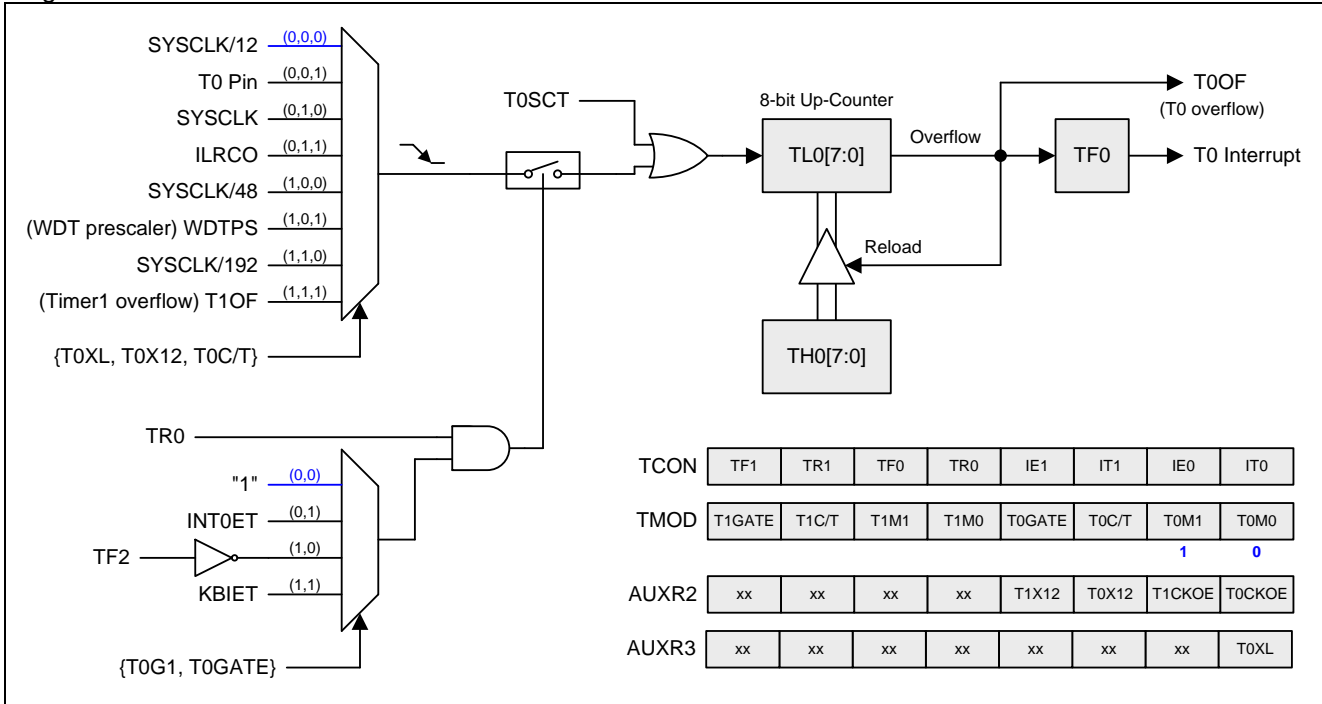 SYSCLK/12 (0,0,0)
T0 Pin (0,0,1)
SYSCLK (0,1,0)
ILRCO (0,1,1)
SYSCLK/48 (1,0,0)
(WDT prescaler) WDTPS (1,0,1)
SYSCLK/192 (1,1,0)
(Timer1 overflow) T1OF (1,1,1)
{T0XL, T0X12, T0C/T}
T0SCT
8-bit Up-Counter
TL0[7:0]
Overflow
T0OF
(T0 overflow)
TF0
T0 Interrupt
Reload
TH0[7:0]
TR0
"1" (0,0)
INT0ET (0,1)
TF2 (1,0)
KBIET (1,1)
{T0G1, T0GATE}
TCON TF1 TR1 TF0 TR0 IE1 IT1 IE0 IT0
TMOD T1GATE T1C/T T1M1 T1M0 T0GATE T0C/T T0M1 T0M0
1 0
AUXR2 xx xx xx xx T1X12 T0X12 T1CKOE T0CKOE
AUXR3 xx xx xx xx xx xx xx T0XL